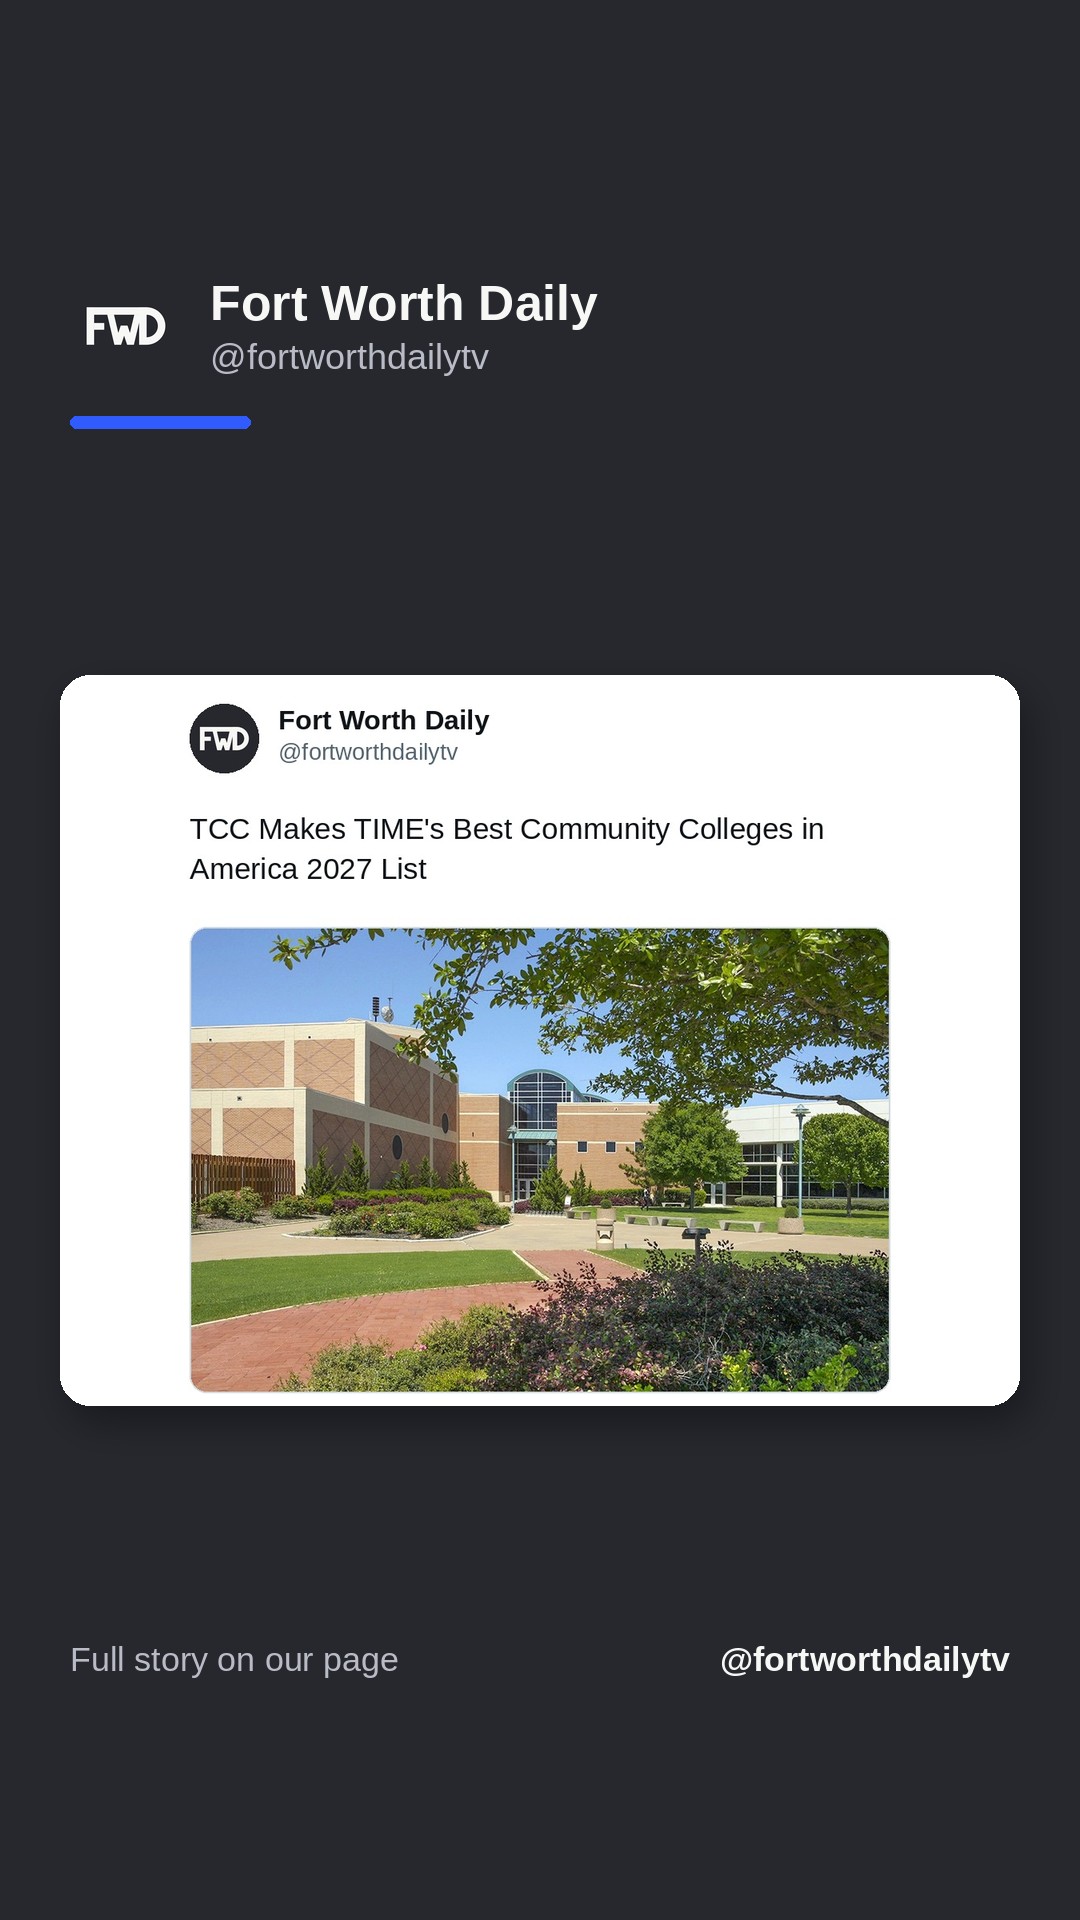 FWD
Fort Worth Daily
@fortworthdailytv
FWD
Fort Worth Daily
@fortworthdailytv
TCC Makes TIME's Best Community Colleges in
America 2027 List
Full story on our page
@fortworthdailytv